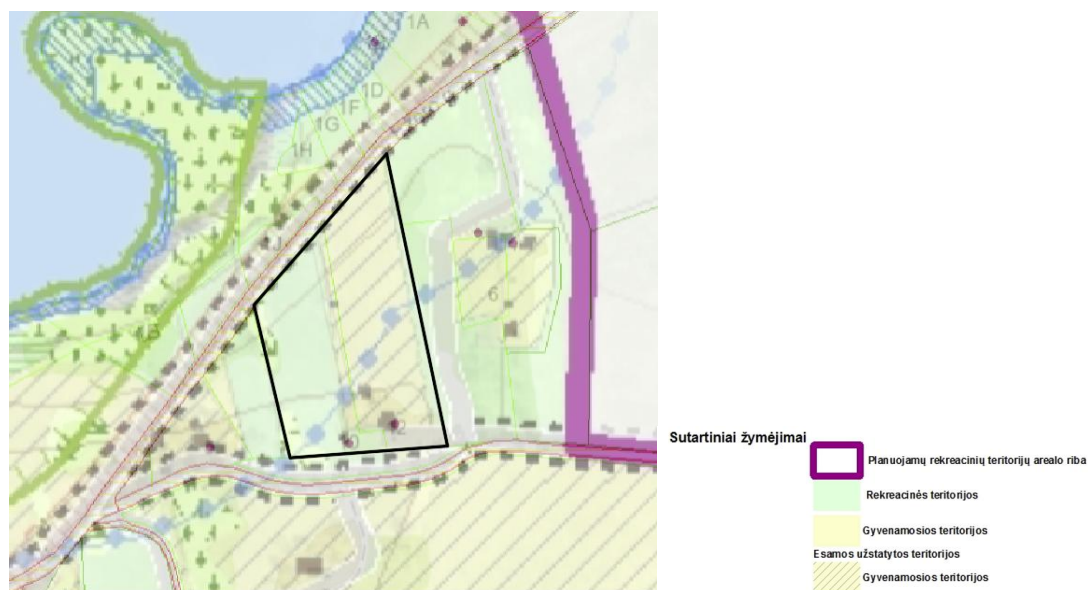 1A
1D
1F
1G
1H
6
Sutartiniai žymėjimai
Planuojamų rekreacinių teritorijų arealo riba
Rekreacinės teritorijos
Gyvenamosios teritorijos
Esamos užstatytos teritorijos
Gyvenamosios teritorijos